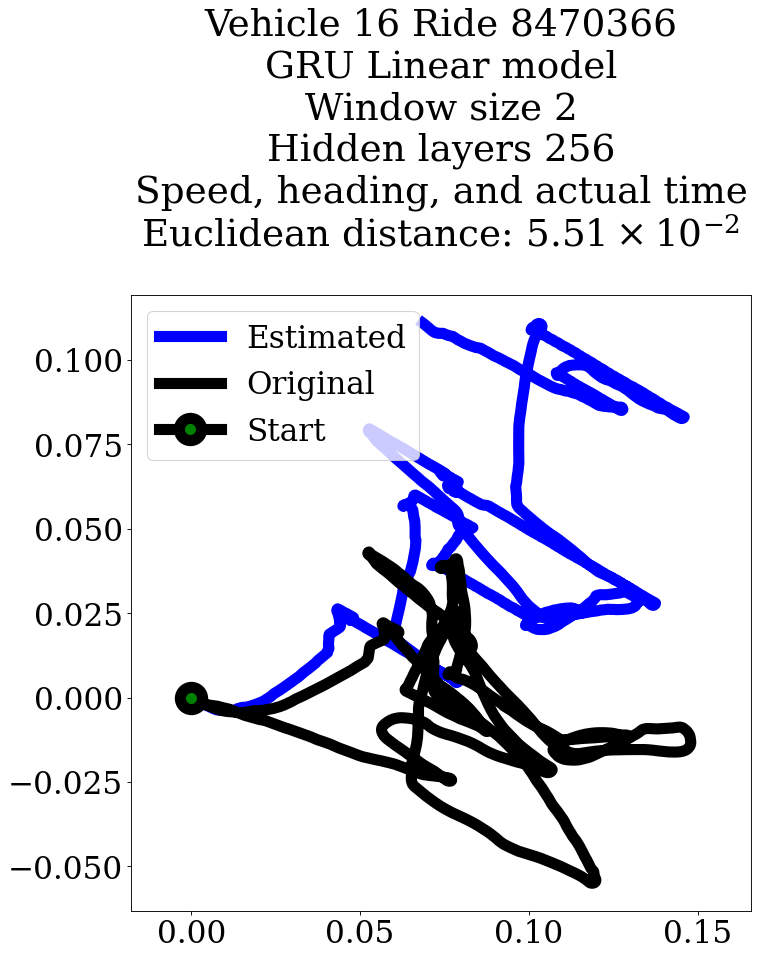 Vehicle 16 Ride 8470366
GRU Linear model
Window size 2
Hidden layers 256
Speed, heading, and actual time
Euclidean distance: 5.51 × 10⁻²
Estimated
Original
Start
0.100
0.075
0.050
0.025
0.000
−0.025
−0.050
0.00 0.05 0.10 0.15